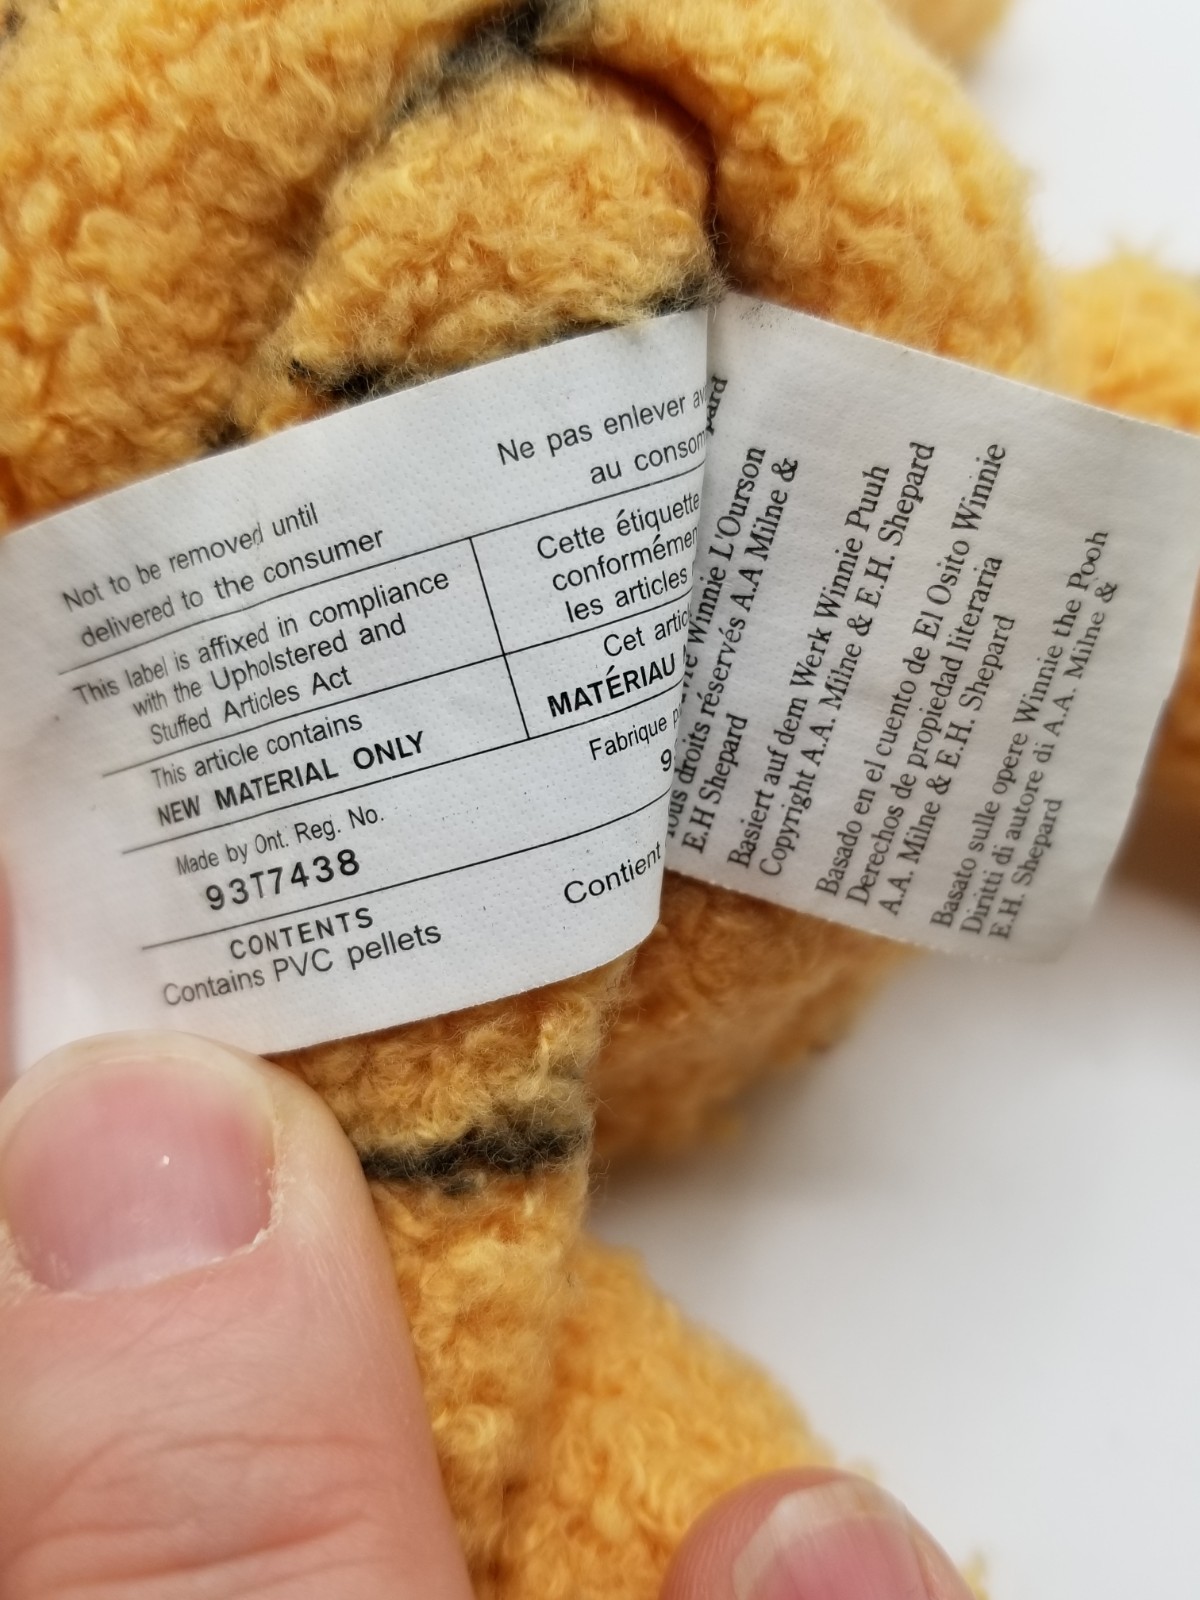 Not to be removed until
delivered to the consumer
Ne pas enlever
au
This label is affixed in compliance
with the Upholstered and
Stuffed Articles Act
Cette étiquette
les articles
This article contains
NEW MATERIAL ONLY
Cet
MATÉRIAU
Made by Ont. Reg. No.
93T7438
Fabrique
CONTENTS
Contains PVC pellets
Contient
Winnie L'Ourson
droits réservés A.A Milne &
E.H Shepard
Basiert auf dem Werk Winnie Puuh
Copyright A.A. Milne & E.H. Shepard
Basado en el cuento de El Osito Winnie
Derechos de propiedad literaria
A.A. Milne & E.H. Shepard
Basato sulle opere Winnie the Pooh
Diritti di autore di A.A. Milne &
E.H. Shepard